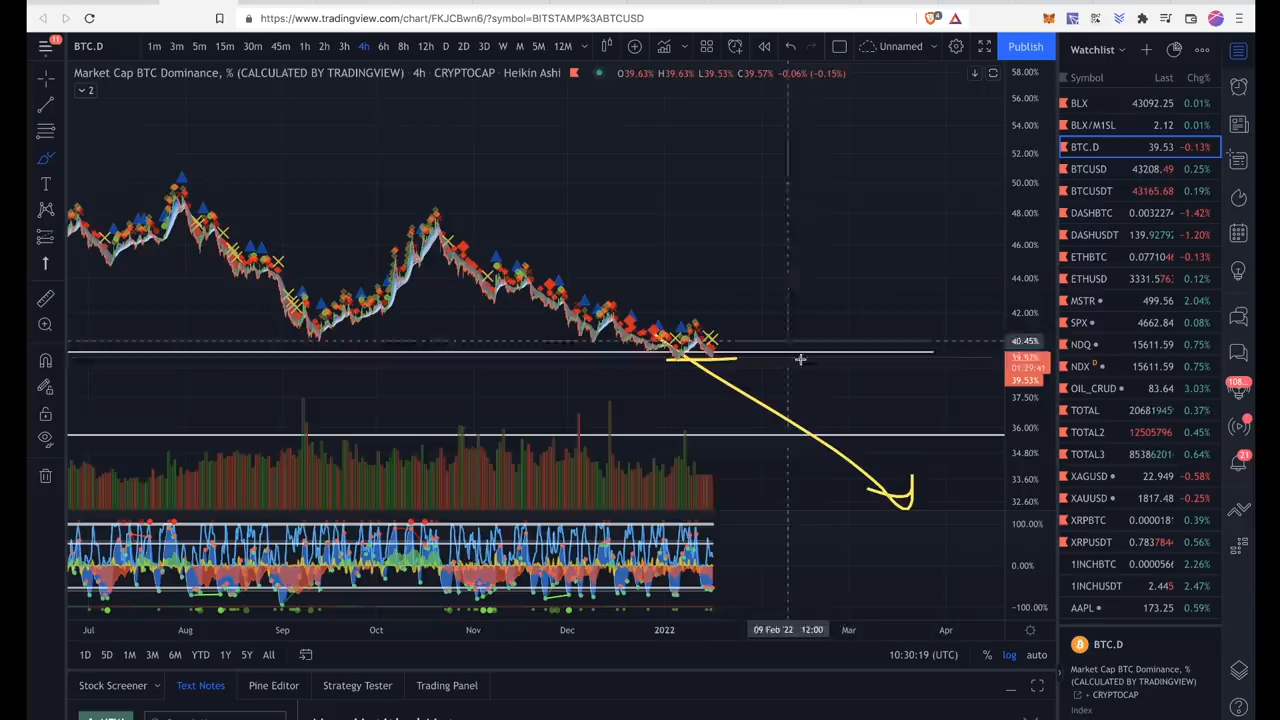 https://www.tradingview.com/chart/FKJCBwn6/?symbol=BITSTAMP%3ABTCUSD
4
11
BTC.D 1m 3m 5m 15m 30m 45m 1h 2h 3h 4h 6h 8h 12h D 2D 3D W M 5M 12M Unnamed Publish
Watchlist
Market Cap BTC Dominance, % (CALCULATED BY TRADINGVIEW) · 4h · CRYPTOCAP · Heikin Ashi O39.63% H39.63% L39.53% C39.57% −0.06% (−0.15%)
2
58.00%
56.00%
54.00%
52.00%
50.00%
48.00%
46.00%
44.00%
42.00%
40.45%
01:29:41
39.53%
37.50%
36.00%
34.80%
33.60%
32.60%
100.00%
0.00%
−100.00%
Jul Aug Sep Oct Nov Dec 2022 09 Feb '22 12:00 Mar Apr
1D 5D 1M 3M 6M YTD 1Y 5Y All 10:30:19 (UTC) % log auto
Stock Screener Text Notes Pine Editor Strategy Tester Trading Panel
Symbol Last Chg%
BLX 43092.25 0.01%
BLX/M1SL 2.12 0.01%
BTC.D 39.53 −0.13%
BTCUSD 43208.49 0.25%
BTCUSDT 43165.68 0.19%
DASHBTC −1.42%
DASHUSDT −1.20%
ETHBTC −0.13%
ETHUSD 0.12%
MSTR 499.56 2.04%
SPX 4662.84 0.08%
NDQ 15611.59 0.75%
NDX D 15611.59 0.75%
OIL_CRUD 83.64 3.03%
TOTAL 0.37%
TOTAL2 0.45%
TOTAL3 0.64%
XAGUSD 22.949 −0.58%
XAUUSD 1817.48 −0.25%
XRPBTC 0.39%
XRPUSDT 0.56%
1INCHBTC 2.26%
1INCHUSDT 2.445 2.47%
AAPL 173.25 0.59%
108...
21
BTC.D
Market Cap BTC Dominance, %
(CALCULATED BY TRADINGVIEW)
CRYPTOCAP
Index